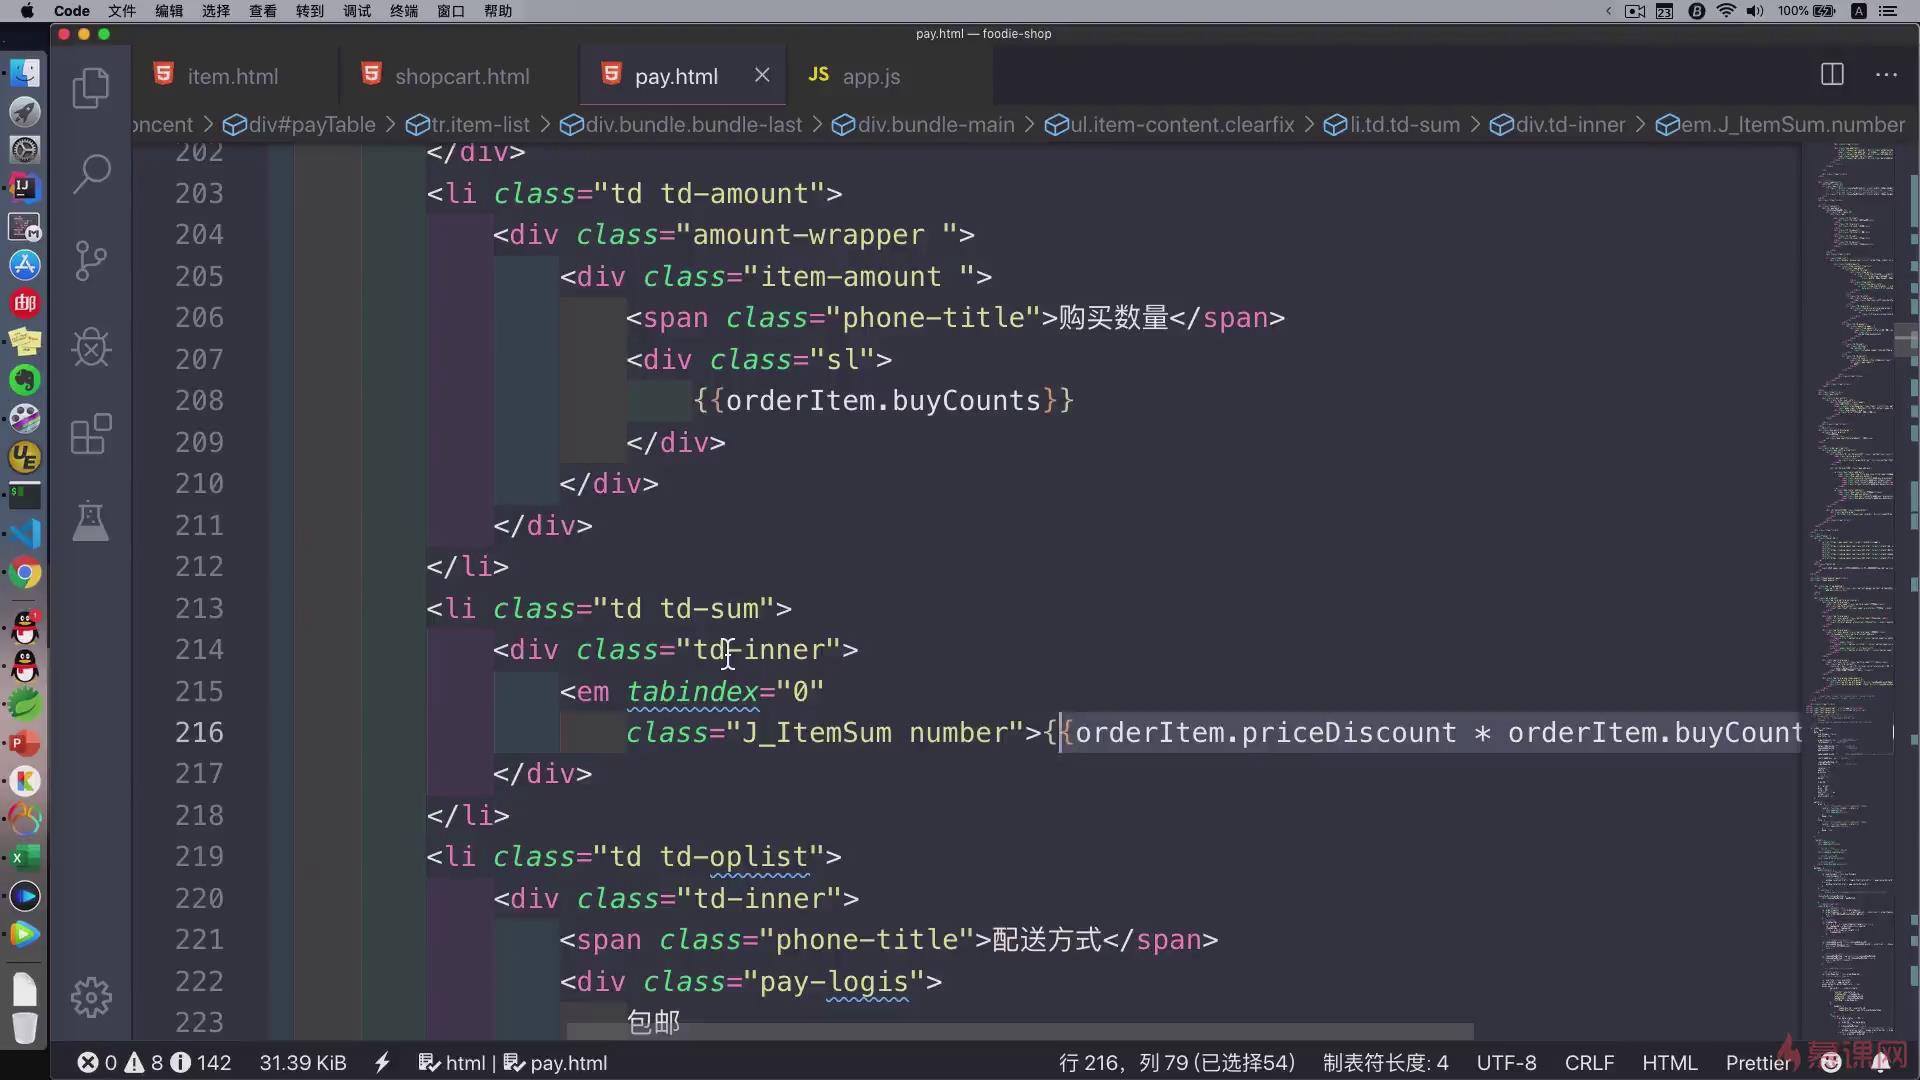 Code 文件 编辑 选择 查看 转到 调试 终端 窗口 帮助 23 100% A
pay.html — foodie-shop
item.html shopcart.html pay.html JS app.js
oncent > div#payTable > tr.item-list > div.bundle.bundle-last > div.bundle-main > ul.item-content.clearfix > li.td.td-sum > div.td-inner > em.J_ItemSum.number
202 </div>
203 <li class="td td-amount">
204 <div class="amount-wrapper ">
205 <div class="item-amount ">
206 <span class="phone-title">购买数量</span>
207 <div class="sl">
208 {{orderItem.buyCounts}}
209 </div>
210 </div>
211 </div>
212 </li>
213 <li class="td td-sum">
214 <div class="td-inner">
215 <em tabindex="0"
216 class="J_ItemSum number">{{orderItem.priceDiscount * orderItem.buyCount
217 </div>
218 </li>
219 <li class="td td-oplist">
220 <div class="td-inner">
221 <span class="phone-title">配送方式</span>
222 <div class="pay-logis">
223 包邮
0 8 142 31.39 KiB html | pay.html 行 216，列 79 (已选择54) 制表符长度: 4 UTF-8 CRLF HTML Prettier
慕课网